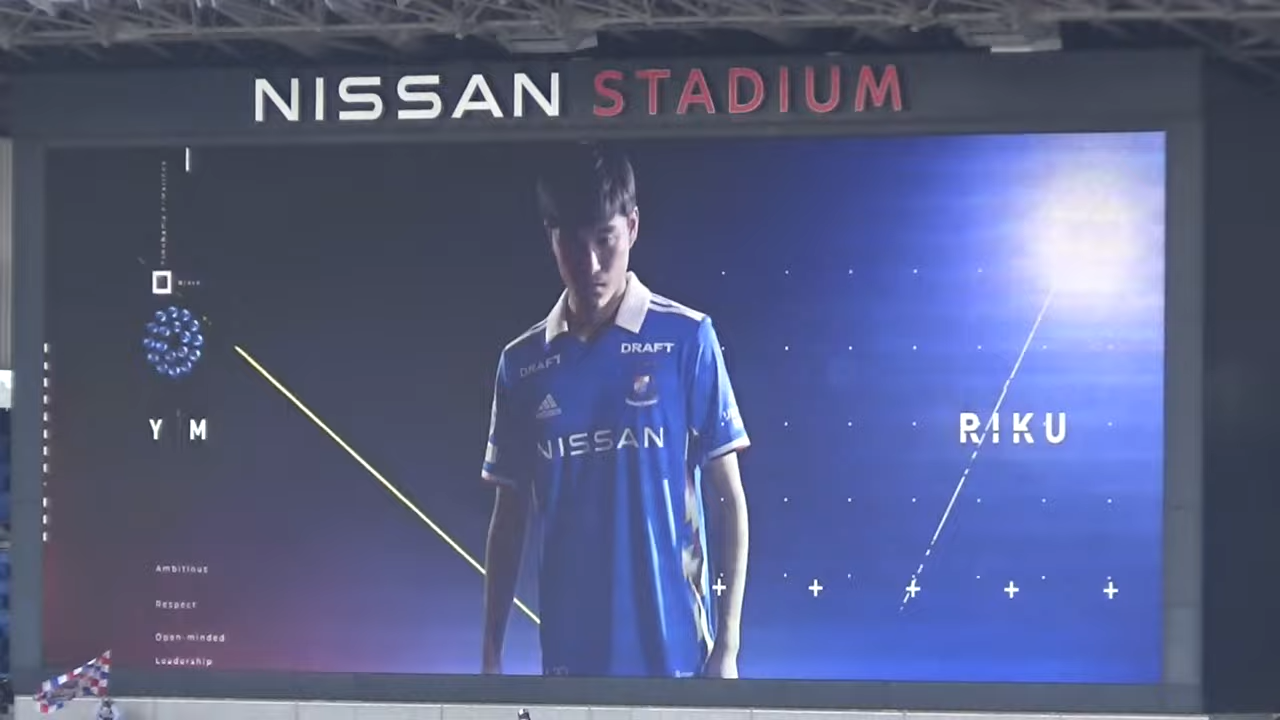 NISSAN STADIUM
DRAFT DRAFT
NISSAN
Y M
RIKU
Ambitious
Respect
Open-minded
Leadership